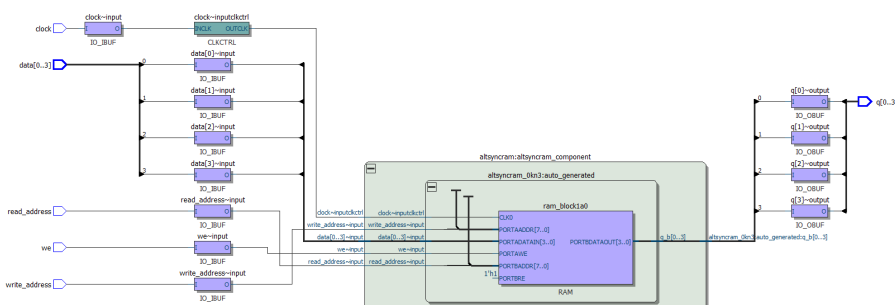 clock~input
clock~inputclkctrl
clock
I O
INCLK OUTCLK
IO_IBUF
CLKCTRL
data[0]~input
data[0..3]
0
I O
IO_IBUF
data[1]~input
1
I O
IO_IBUF
data[2]~input
2
I O
IO_IBUF
data[3]~input
3
I O
IO_IBUF
q[0]~output
0
I O
q[0..3
IO_OBUF
q[1]~output
1
I O
IO_OBUF
q[2]~output
2
I O
IO_OBUF
q[3]~output
3
I O
IO_OBUF
altsyncram:altsyncram_component
altsyncram_0kn3:auto_generated
read_address~input
read_address
I O
IO_IBUF
we~input
we
I O
IO_IBUF
write_address~input
write_address
I O
IO_IBUF
ram_block1a0
clock~inputclkctrl clock~inputclkctrl CLK0
write_address~input write_address~input PORTAADDR[7..0]
data[0..3]~input data[0..3]~input PORTADATAIN[3..0] PORTBDATAOUT[3..0] q_b[0..3] altsyncram_0kn3:auto_generated:q_b[0..3]
we~input we~input PORTAWE
read_address~input read_address~input PORTBADDR[7..0]
1'h1 PORTBRE
RAM